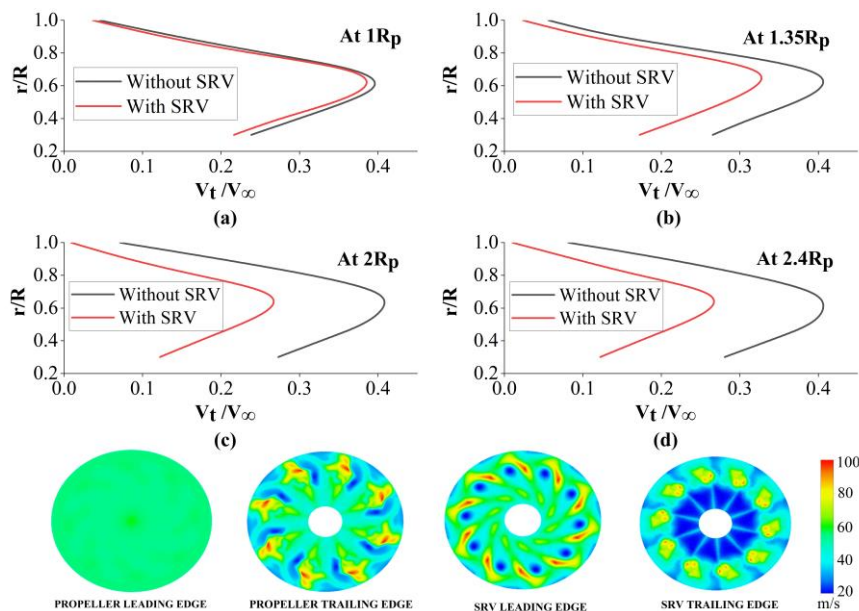 At 1Rp
1.0
0.8
0.6
0.4
0.2
r/R
Without SRV
With SRV
0.0 0.1 0.2 0.3 0.4
Vt /V∞
(a)
At 1.35Rp
1.0
0.8
0.6
0.4
0.2
r/R
Without SRV
With SRV
0.0 0.1 0.2 0.3 0.4
Vt /V∞
(b)
At 2Rp
1.0
0.8
0.6
0.4
0.2
r/R
Without SRV
With SRV
0.0 0.1 0.2 0.3 0.4
Vt /V∞
(c)
At 2.4Rp
1.0
0.8
0.6
0.4
0.2
r/R
Without SRV
With SRV
0.0 0.1 0.2 0.3 0.4
Vt /V∞
(d)
100
80
60
40
20
m/s
PROPELLER LEADING EDGE
PROPELLER TRAILING EDGE
SRV LEADING EDGE
SRV TRAILING EDGE